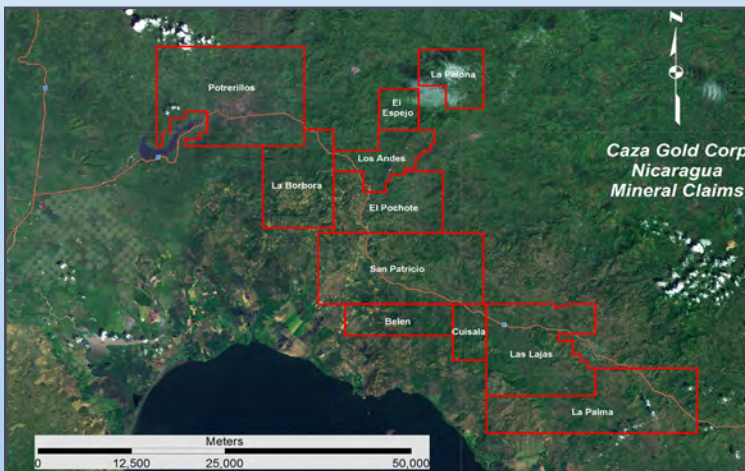 La Pelona
Potrerillos
El
Espejo
Z
Caza Gold Corp
Nicaragua
Mineral Claims
Los Andes
La Borbora
El Pochote
San Patricio
Belen
Cuisala
Las Lajas
La Palma
Meters
0 12,500 25,000 50,000